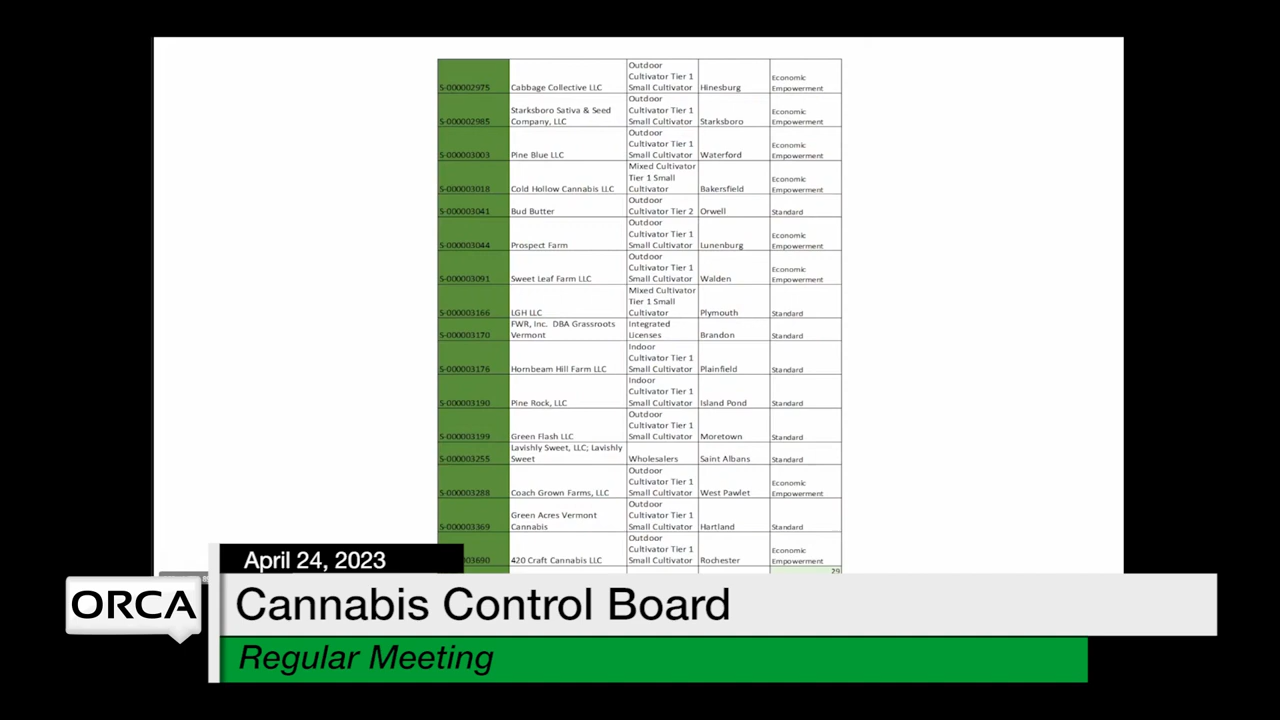 S-000002975 Cabbage Collective LLC Outdoor Cultivator Tier 1 Small Cultivator Hinesburg Economic Empowerment
S-000002985 Starksboro Sativa & Seed Company, LLC Outdoor Cultivator Tier 1 Small Cultivator Starksboro Economic Empowerment
S-000003003 Pine Blue LLC Outdoor Cultivator Tier 1 Small Cultivator Waterford Economic Empowerment
S-000003018 Cold Hollow Cannabis LLC Mixed Cultivator Tier 1 Small Cultivator Bakersfield Economic Empowerment
S-000003041 Bud Butter Outdoor Cultivator Tier 2 Orwell Standard
S-000003044 Prospect Farm Outdoor Cultivator Tier 1 Small Cultivator Lunenburg Economic Empowerment
S-000003091 Sweet Leaf Farm LLC Outdoor Cultivator Tier 1 Small Cultivator Walden Economic Empowerment
S-000003166 LGH LLC Mixed Cultivator Tier 1 Small Cultivator Plymouth Standard
S-000003170 FWR, Inc. DBA Grassroots Vermont Integrated Licenses Brandon Standard
S-000003176 Hornbeam Hill Farm LLC Indoor Cultivator Tier 1 Small Cultivator Plainfield Standard
S-000003190 Pine Rock, LLC Indoor Cultivator Tier 1 Small Cultivator Island Pond Standard
S-000003199 Green Flash LLC Outdoor Cultivator Tier 1 Small Cultivator Moretown Standard
S-000003255 Lavishly Sweet, LLC; Lavishly Sweet Wholesalers Saint Albans Standard
S-000003288 Coach Grown Farms, LLC Outdoor Cultivator Tier 1 Small Cultivator West Pawlet Economic Empowerment
S-000003369 Green Acres Vermont Cannabis Outdoor Cultivator Tier 1 Small Cultivator Hartland Standard
3690 420 Craft Cannabis LLC Outdoor Cultivator Tier 1 Small Cultivator Rochester Economic Empowerment
29
April 24, 2023
ORCA
Cannabis Control Board
Regular Meeting